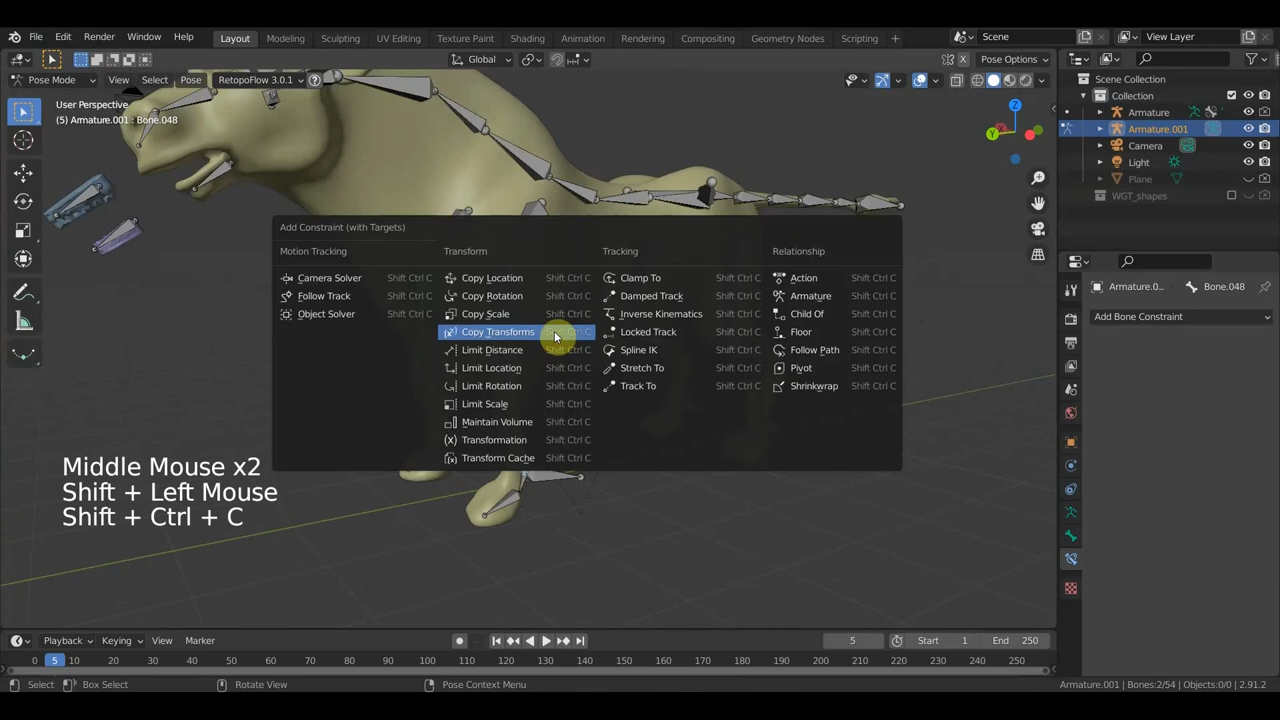 File Edit Render Window Help Layout Modeling Sculpting UV Editing Texture Paint Shading Animation Rendering Compositing Geometry Nodes Scripting + Scene View Layer
Global Pose Options
Pose Mode View Select Pose RetopoFlow 3.0.1 ?
Scene Collection
Collection
Armature
Armature.001
Camera
Light
Plane
WGT_shapes
User Perspective
(5) Armature.001 : Bone.048
Z
Y
Add Constraint (with Targets)
Motion Tracking Transform Tracking Relationship
Camera Solver Shift Ctrl C Copy Location Shift Ctrl C Clamp To Shift Ctrl C Action Shift Ctrl C
Follow Track Shift Ctrl C Copy Rotation Shift Ctrl C Damped Track Shift Ctrl C Armature Shift Ctrl C
Object Solver Shift Ctrl C Copy Scale Shift Ctrl C Inverse Kinematics Shift Ctrl C Child Of Shift Ctrl C
Copy Transforms Shift Ctrl C Locked Track Shift Ctrl C Floor Shift Ctrl C
Limit Distance Shift Ctrl C Spline IK Shift Ctrl C Follow Path Shift Ctrl C
Limit Location Shift Ctrl C Stretch To Shift Ctrl C Pivot Shift Ctrl C
Limit Rotation Shift Ctrl C Track To Shift Ctrl C Shrinkwrap Shift Ctrl C
Limit Scale Shift Ctrl C
Maintain Volume Shift Ctrl C
Transformation Shift Ctrl C
Transform Cache Shift Ctrl C
Armature.0... Bone.048
Add Bone Constraint
Middle Mouse x2
Shift + Left Mouse
Shift + Ctrl + C
Playback Keying View Marker 5 Start 1 End 250
0 5 10 20 30 40 50 60 70 80 90 100 110 120 130 140 150 160 170 180 190 200 210 220 230 240 250
Select Box Select Rotate View Pose Context Menu Armature.001 | Bones:2/54 | Objects:0/0 | 2.91.2